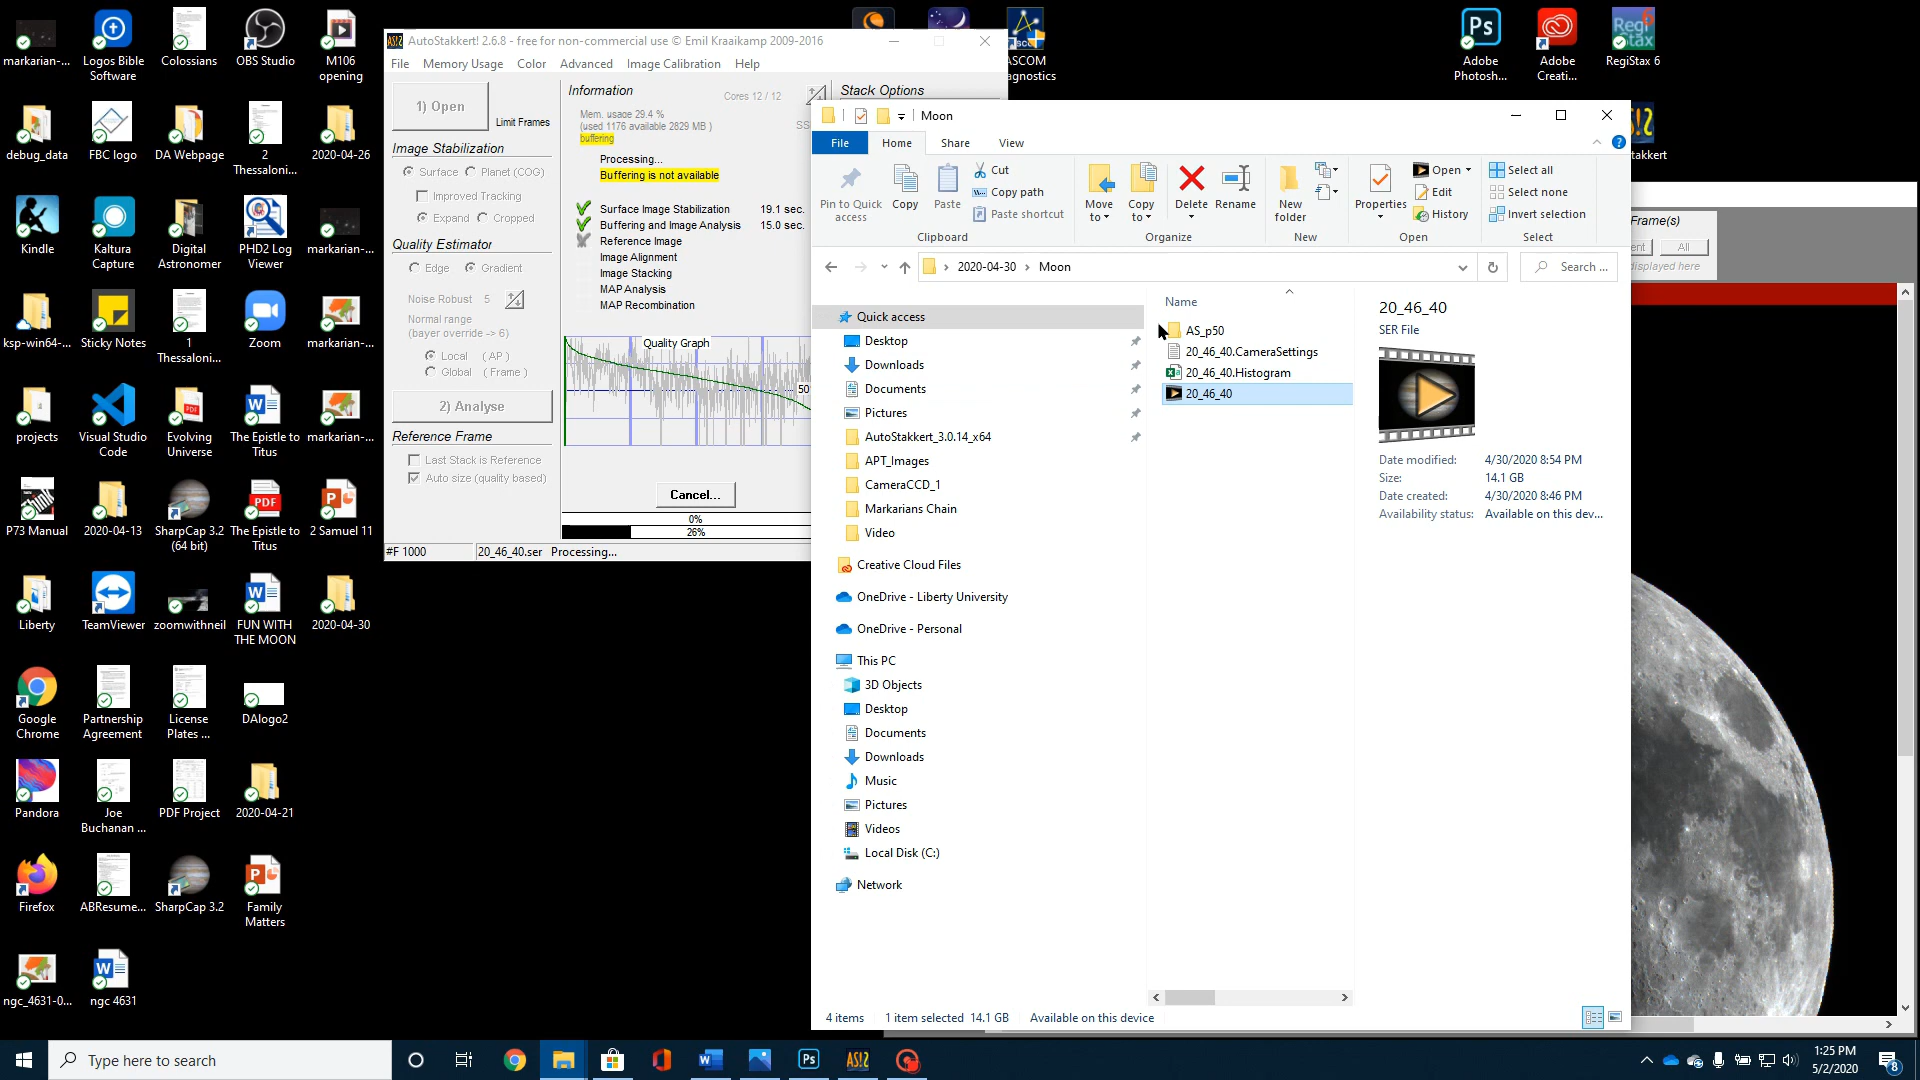 markarian-...
Logos Bible
Software
Colossians
OBS Studio
M106
opening
debug_data
FBC logo
DA Webpage
2
Thessaloni...
2020-04-26
Kindle
Kaltura
Capture
Digital
Astronomer
PHD2 Log
Viewer
markarian-...
ksp-win64-...
Sticky Notes
1
Thessaloni...
Zoom
markarian-...
projects
Visual Studio
Code
Evolving
Universe
The Epistle to
Titus
markarian-...
P73 Manual
2020-04-13
SharpCap 3.2
(64 bit)
The Epistle to
Titus
2 Samuel 11
Liberty
TeamViewer
zoomwithneil
FUN WITH
THE MOON
2020-04-30
Google
Chrome
Partnership
Agreement
License
Plates ...
DAlogo2
Pandora
Joe
Buchanan ...
PDF Project
2020-04-21
Firefox
ABResume...
SharpCap 3.2
Family
Matters
ngc_4631-0...
ngc 4631
AutoStakkert! 2.6.8 - free for non-commercial use © Emil Kraaikamp 2009-2016
File Memory Usage Color Advanced Image Calibration Help
1) Open
Limit Frames
Image Stabilization
Surface Planet (COG)
Improved Tracking
Expand Cropped
Quality Estimator
Edge Gradient
Noise Robust 5
Normal range
(bayer override -> 6)
Local (AP)
Global (Frame)
2) Analyse
Reference Frame
Last Stack is Reference
Auto size (quality based)
#F 1000
20_46_40.ser Processing...
Information
Cores 12 / 12
Mem. usage 29.4 %
(used 1176 available 2829 MB )
buffering
SS
Processing...
Buffering is not available
Surface Image Stabilization 19.1 sec.
Buffering and Image Analysis 15.0 sec.
Reference Image
Image Alignment
Image Stacking
MAP Analysis
MAP Recombination
Quality Graph
50
Cancel...
0%
26%
Stack Options
ASCOM
agnostics
Adobe
Photosh...
Adobe
Creati...
RegiStax 6
takkert
Frame(s)
ent
All
displayed here
Moon
File Home Share View
Pin to Quick
access
Copy
Paste
Cut
Copy path
Paste shortcut
Clipboard
Move
to
Copy
to
Delete
Rename
Organize
New
folder
New
Properties
Open
Edit
History
Open
Select all
Select none
Invert selection
Select
2020-04-30 › Moon
Search ...
Quick access
Desktop
Downloads
Documents
Pictures
AutoStakkert_3.0.14_x64
APT_Images
CameraCCD_1
Markarians Chain
Video
Creative Cloud Files
OneDrive - Liberty University
OneDrive - Personal
This PC
3D Objects
Desktop
Documents
Downloads
Music
Pictures
Videos
Local Disk (C:)
Network
Name
AS_p50
20_46_40.CameraSettings
20_46_40.Histogram
20_46_40
20_46_40
SER File
Date modified: 4/30/2020 8:54 PM
Size: 14.1 GB
Date created: 4/30/2020 8:46 PM
Availability status: Available on this dev...
4 items 1 item selected 14.1 GB Available on this device
Type here to search
1:25 PM
5/2/2020
8